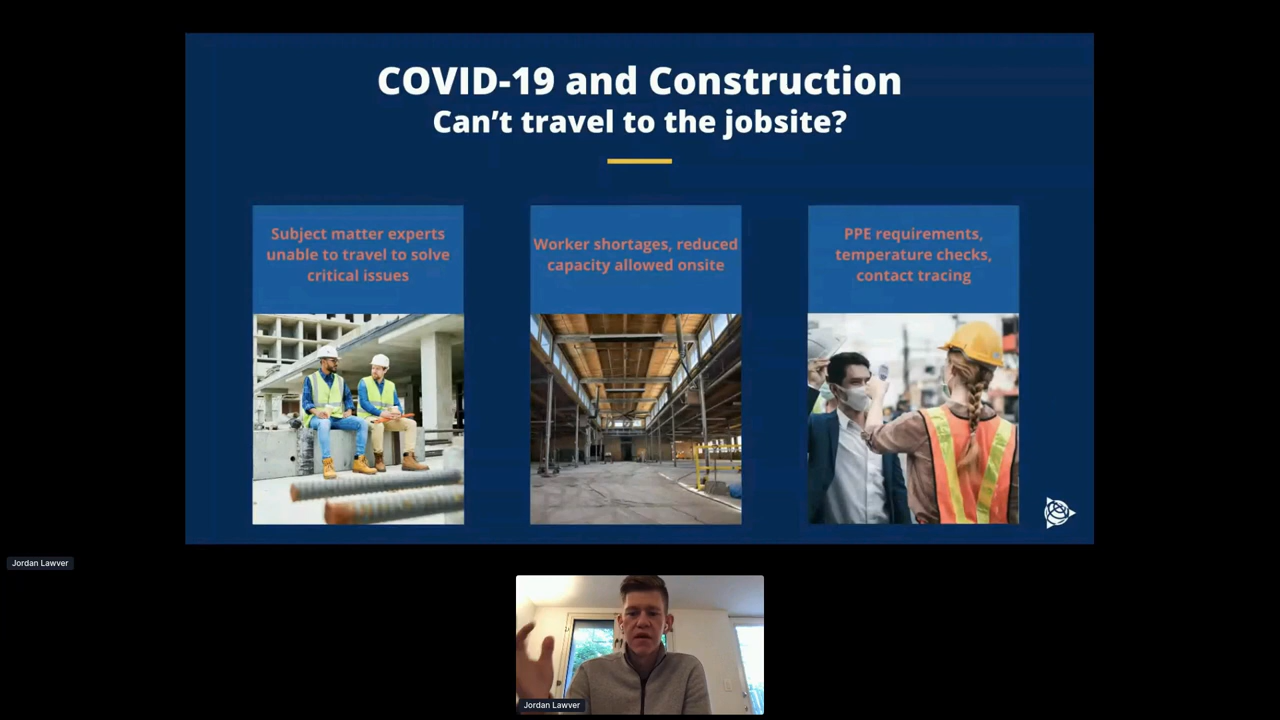 COVID-19 and Construction
Can't travel to the jobsite?
Subject matter experts
unable to travel to solve
critical issues
Worker shortages, reduced
capacity allowed onsite
PPE requirements,
temperature checks,
contact tracing
Jordan Lawver
Jordan Lawver